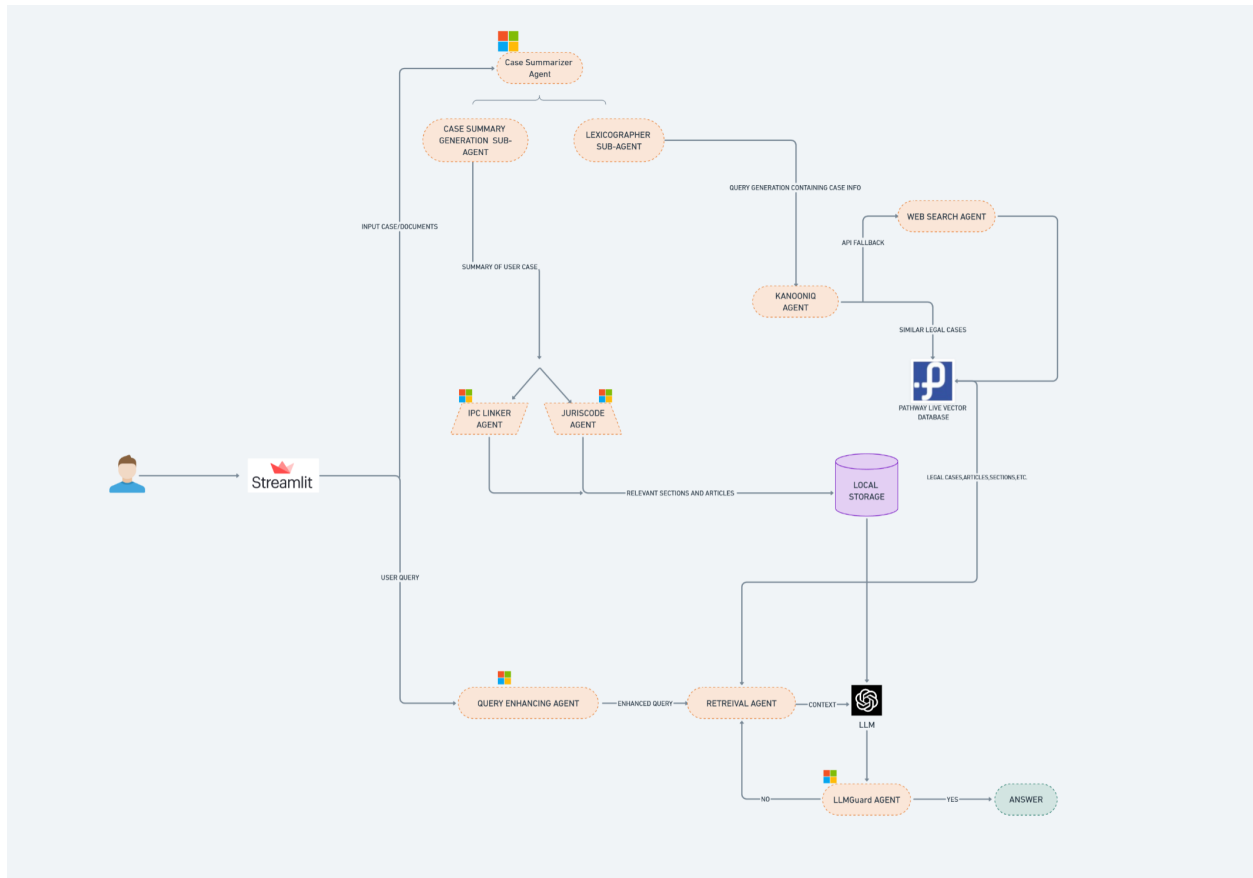 Case Summarizer
Agent
CASE SUMMARY
GENERATION SUB-
AGENT
LEXICOGRAPHER
SUB-AGENT
QUERY GENERATION CONTAINING CASE INFO
WEB SEARCH AGENT
INPUT CASE/DOCUMENTS
API FALLBACK
SUMMARY OF USER CASE
KANOONIQ
AGENT
SIMILAR LEGAL CASES
PATHWAY LIVE VECTOR
DATABASE
IPC LINKER
AGENT
JURISCODE
AGENT
Streamlit
RELEVANT SECTIONS AND ARTICLES
LOCAL
STORAGE
LEGAL CASES,ARTICLES,SECTIONS,ETC.
USER QUERY
QUERY ENHANCING AGENT
ENHANCED QUERY
RETREIVAL AGENT
CONTEXT
LLM
NO
LLMGuard AGENT
YES
ANSWER